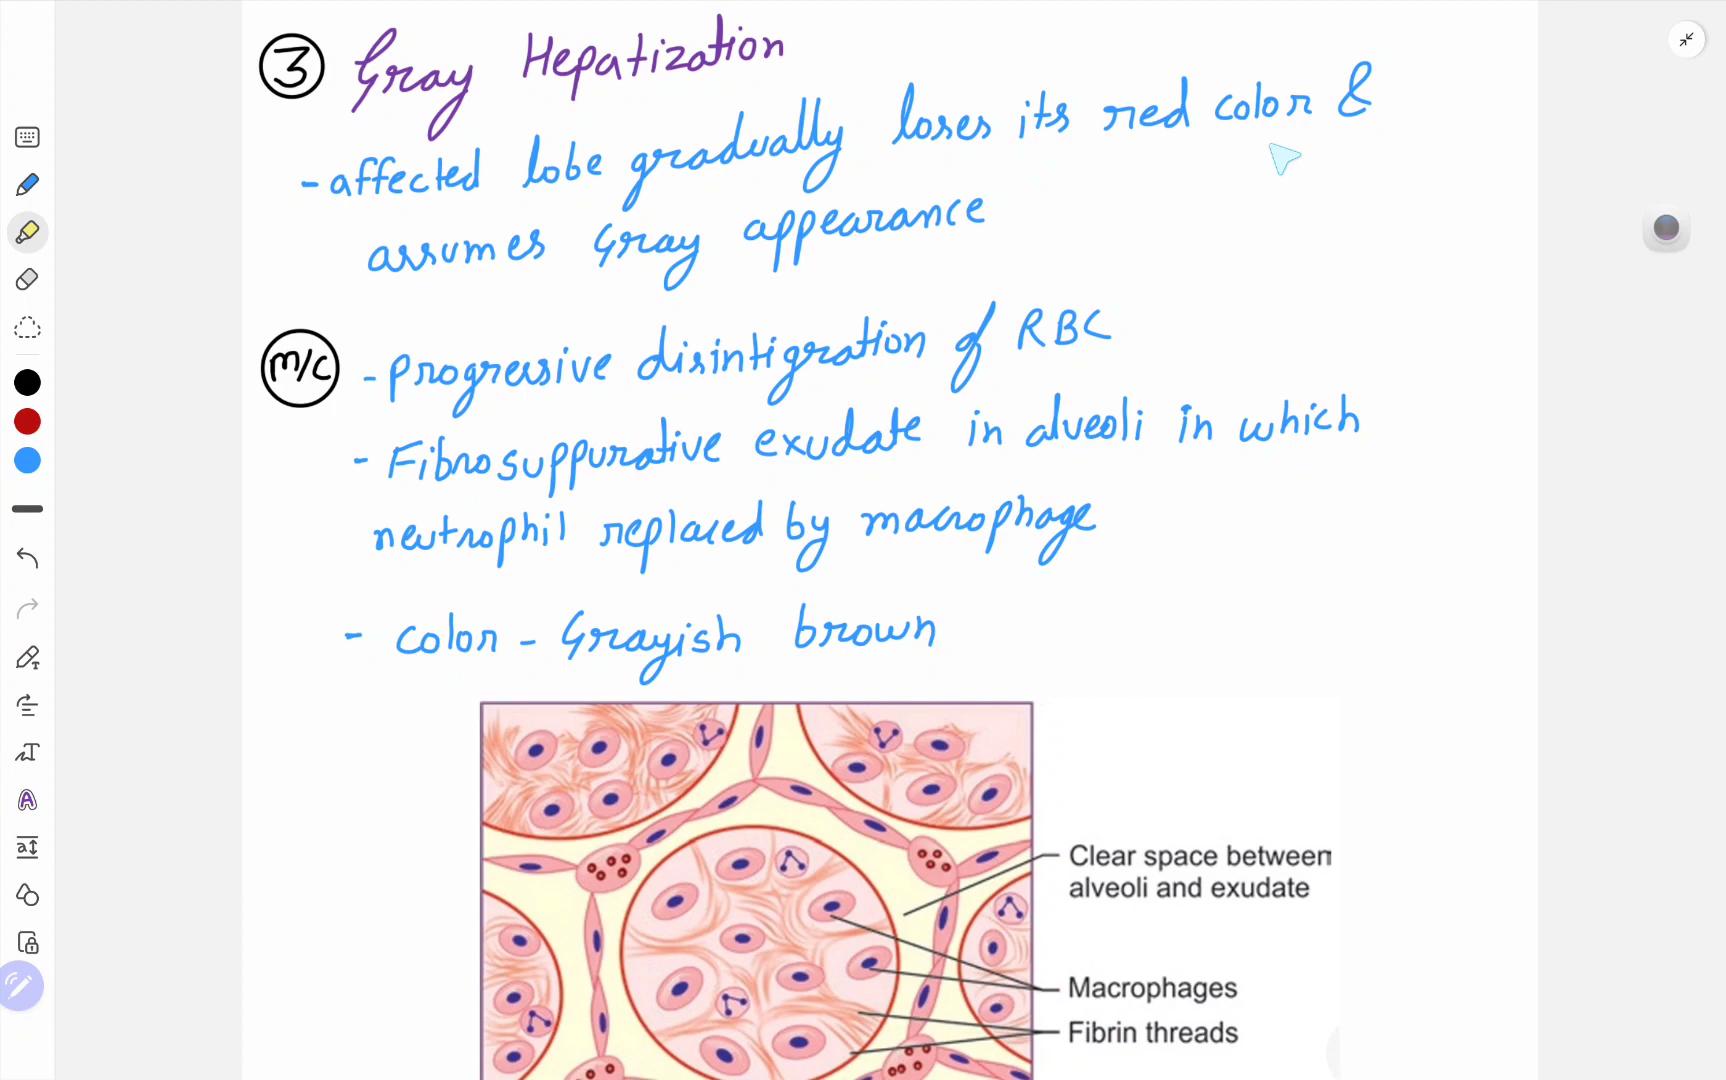 3 Gray Hepatization
- affected lobe gradually loses its red color &
assumes Gray appearance
M/C - Progressive disintigration of RBC
- Fibrosuppurative exudate in alveoli in which
neutrophil replaced by macrophage
- color - Grayish brown
Clear space between
alveoli and exudate
Macrophages
Fibrin threads